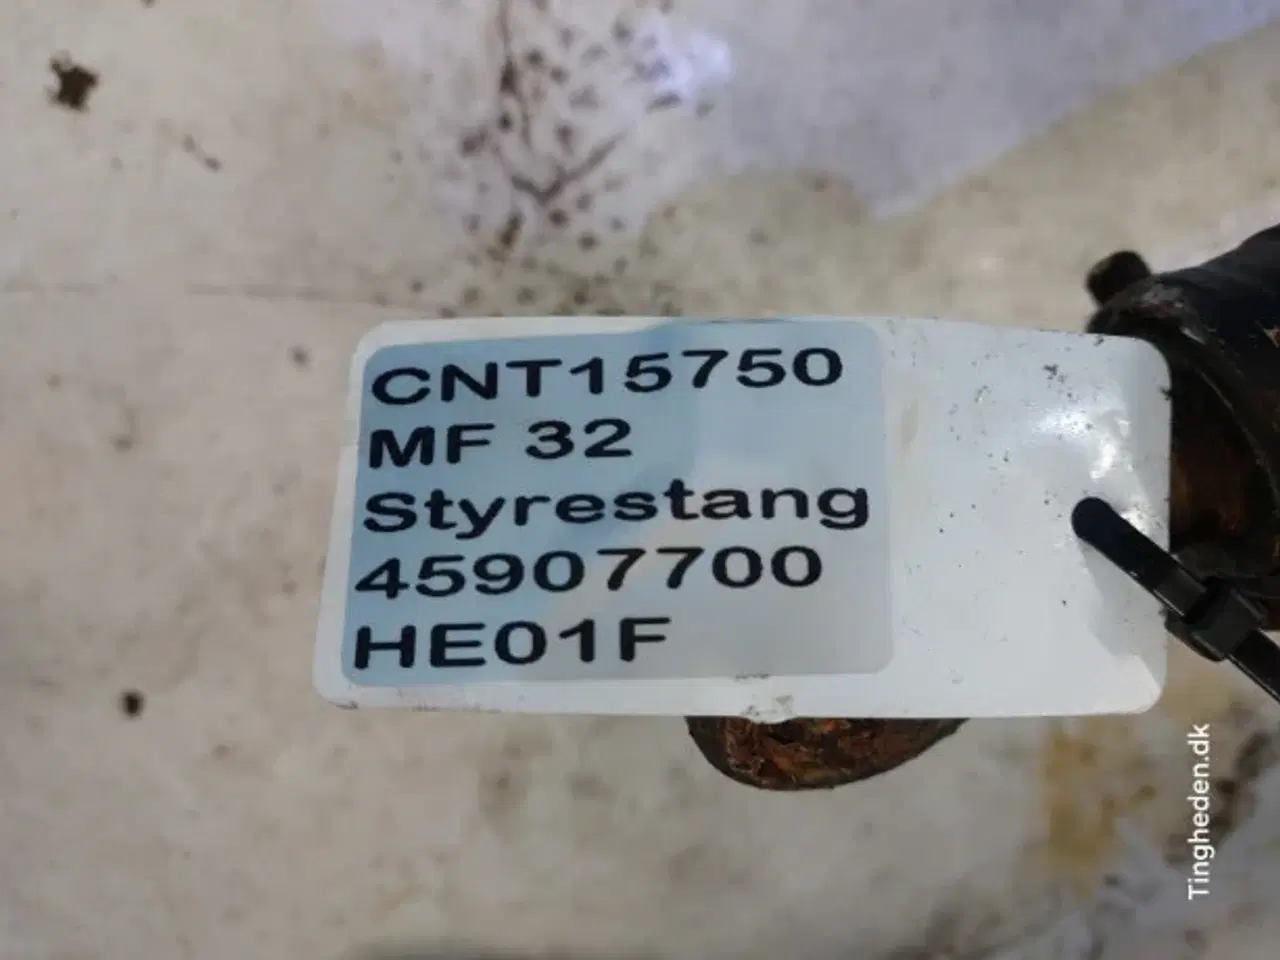 CNT15750
MF 32
Styrestang
45907700
HE01F
Tingheden.dk